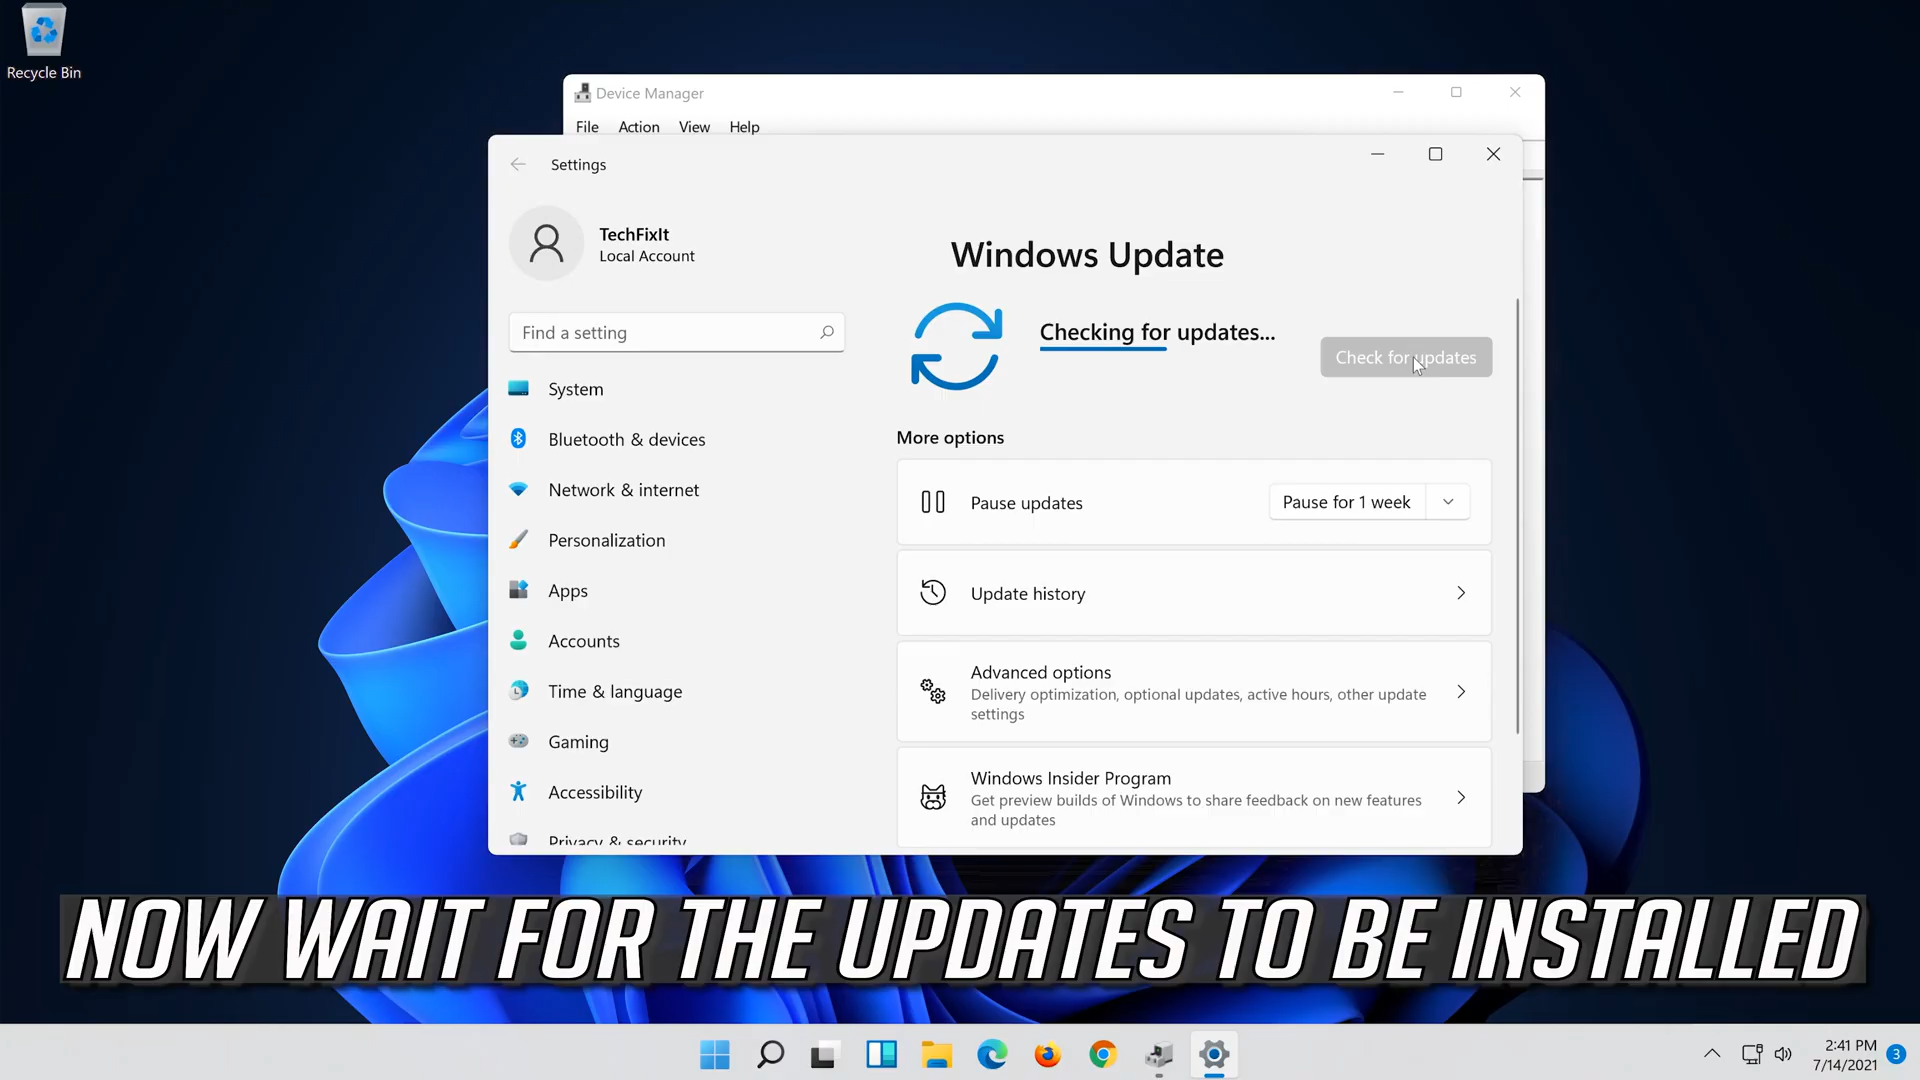 Recycle Bin
Device Manager
File Action View Help
Settings
TechFixIt
Local Account
Find a setting
System
Bluetooth & devices
Network & internet
Personalization
Apps
Accounts
Time & language
Gaming
Accessibility
Privacy & security
Windows Update
Checking for updates...
Check for updates
More options
Pause updates
Pause for 1 week
Update history
Advanced options
Delivery optimization, optional updates, active hours, other update
settings
Windows Insider Program
Get preview builds of Windows to share feedback on new features
and updates
NOW WAIT FOR THE UPDATES TO BE INSTALLED
2:41 PM
7/14/2021
3